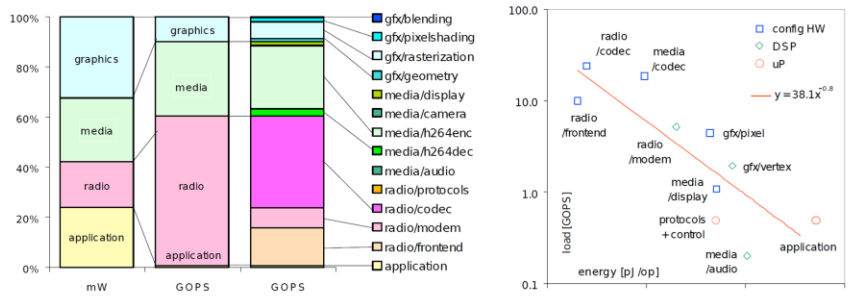 100%
80%
60%
40%
20%
0%
graphics
media
radio
application
graphics
media
radio
application
mW
GOPS
GOPS
gfx/blending
gfx/pixelshading
gfx/rasterization
gfx/geometry
media/display
media/camera
media/h264enc
media/h264dec
media/audio
radio/protocols
radio/codec
radio/modem
radio/frontend
application
100.0
10.0
1.0
0.1
load [GOPS]
energy [pJ /op]
radio
/codec
media
/codec
radio
/frontend
radio
/modem
gfx/pixel
gfx/vertex
media
/display
protocols
+control
application
media
/audio
config HW
DSP
uP
y = 38.1x^-0.8